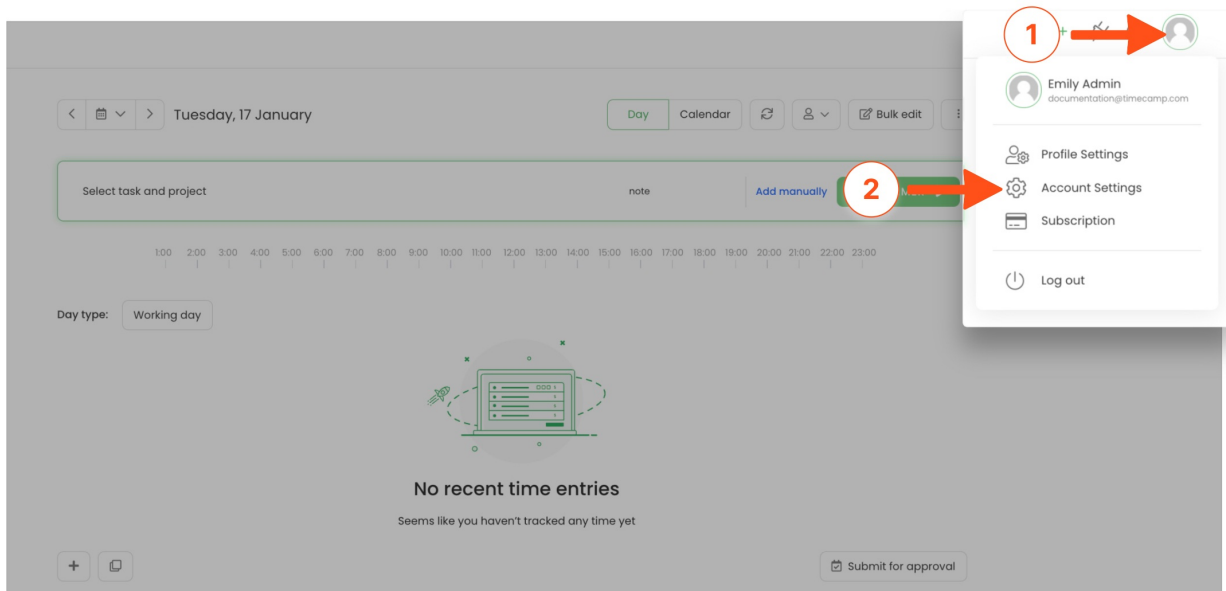 1
Emily Admin
documentation@timecamp.com
Tuesday, 17 January
Day Calendar
Bulk edit
Profile Settings
Select task and project
note
Add manually
2
Account Settings
Subscription
1:00 2:00 3:00 4:00 5:00 6:00 7:00 8:00 9:00 10:00 11:00 12:00 13:00 14:00 15:00 16:00 17:00 18:00 19:00 20:00 21:00 22:00 23:00
Log out
Day type: Working day
No recent time entries
Seems like you haven't tracked any time yet
Submit for approval